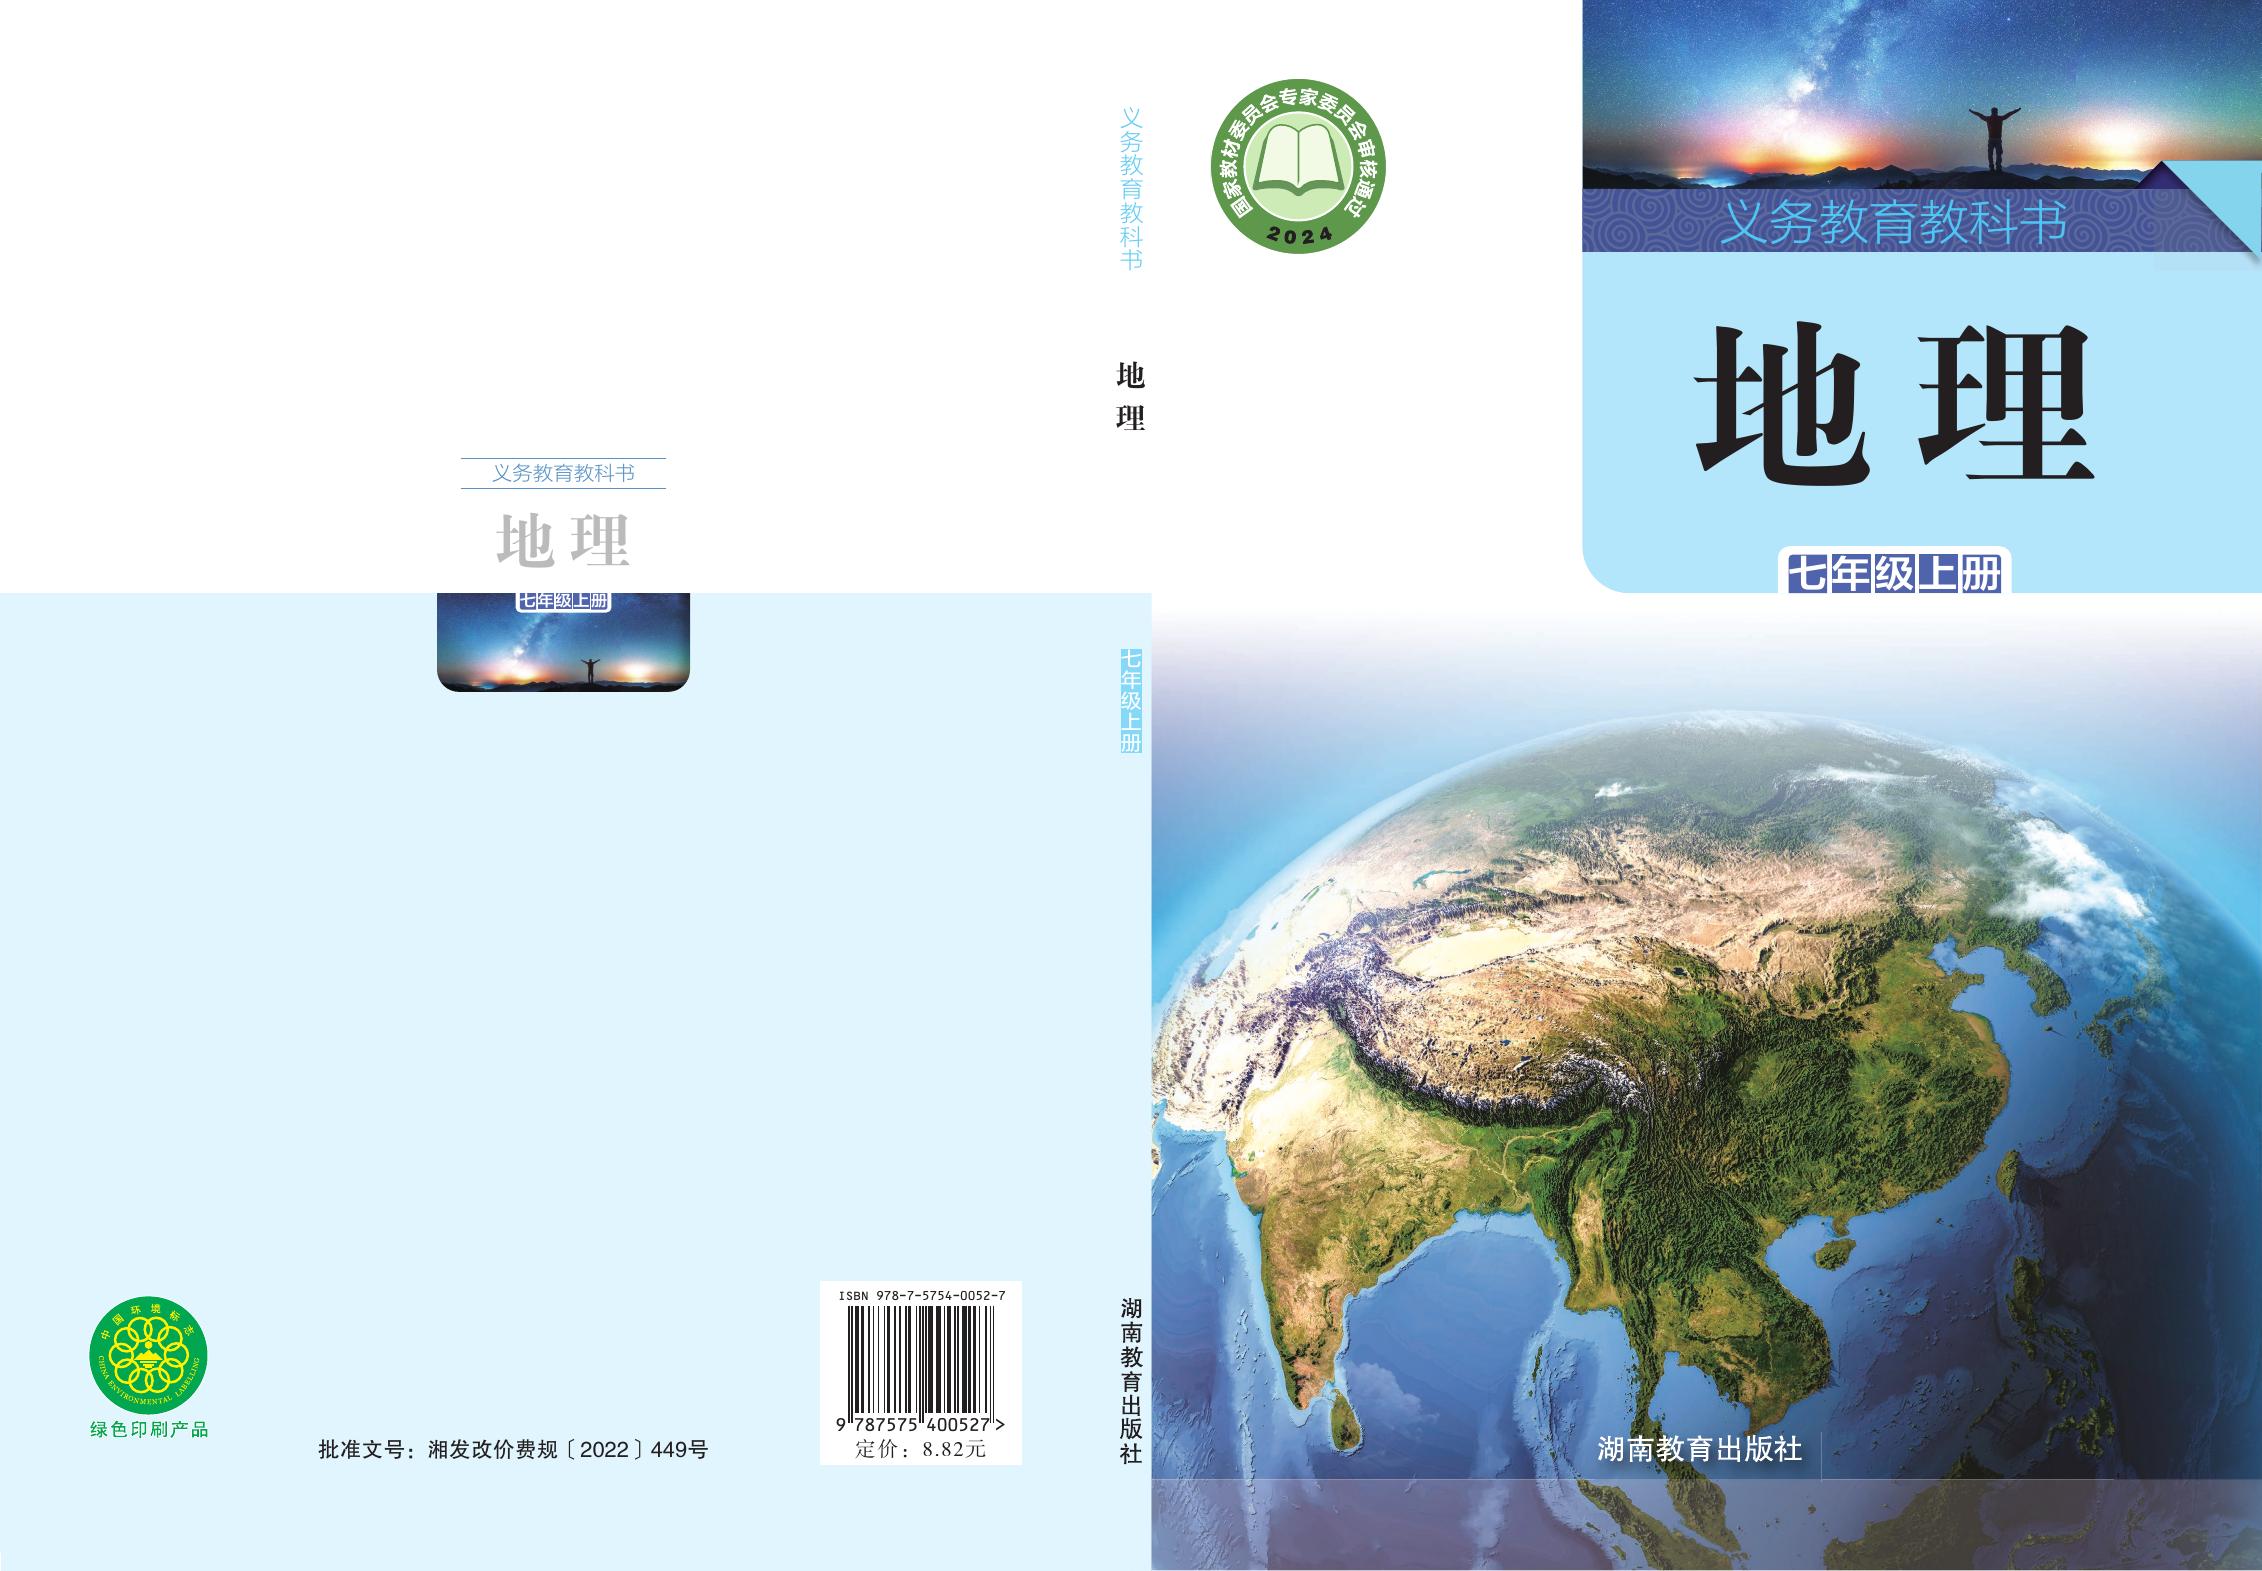 义务教育教科书
地理
七年级上册
中国环境标志
CHINA ENVIRONMENTAL LABELLING
绿色印刷产品
批准文号：湘发改价费规〔2022〕449号
ISBN 978-7-5754-0052-7
9 787575 400527 >
定价：8.82元
义务教育教科书
地理
七年级上册
湖南教育出版社
国家教材委员会专家委员会审核通过
2024
义务教育教科书
地理
七年级上册
湖南教育出版社